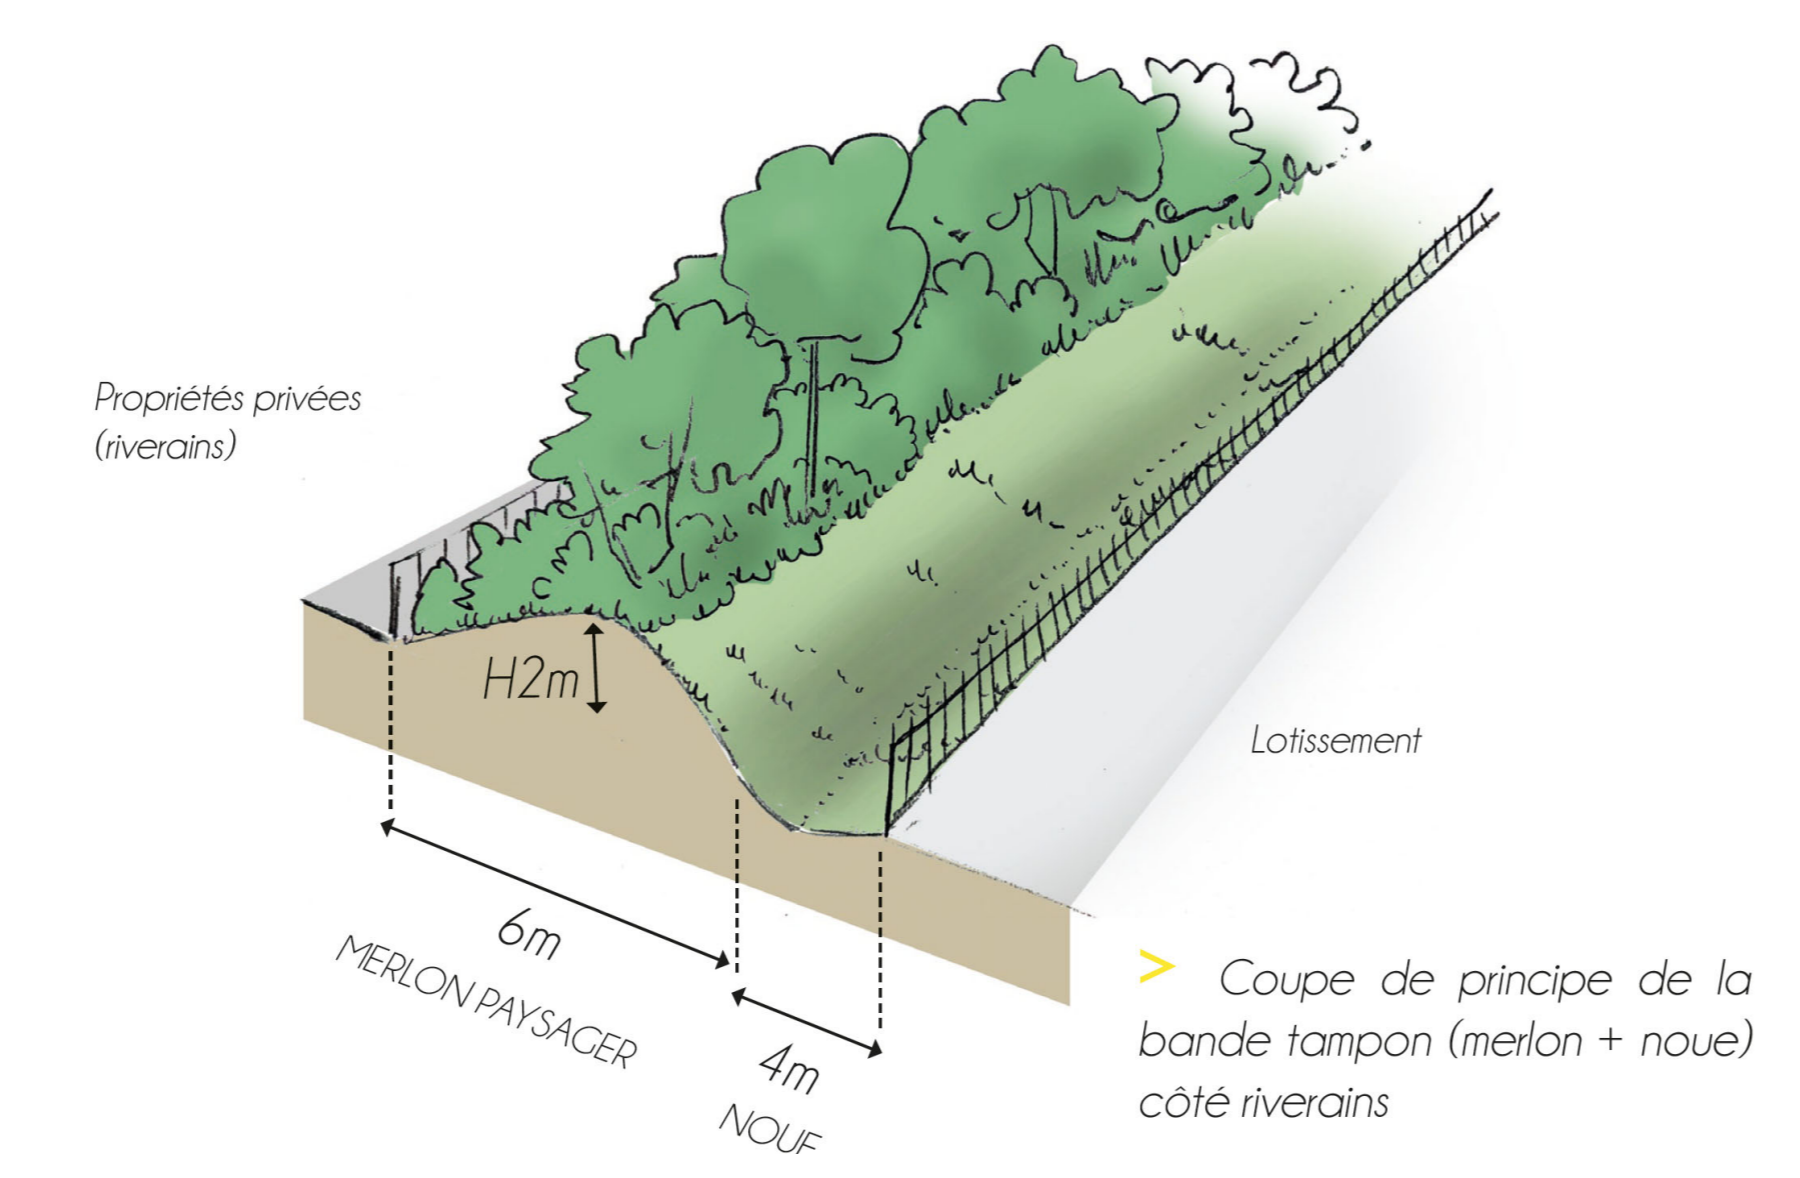 Propriétés privées
(riverains)
H2m
Lotissement
6m
MERLON PAYSAGER
4m
NOUE
> Coupe de principe de la
bande tampon (merlon + noue)
côté riverains